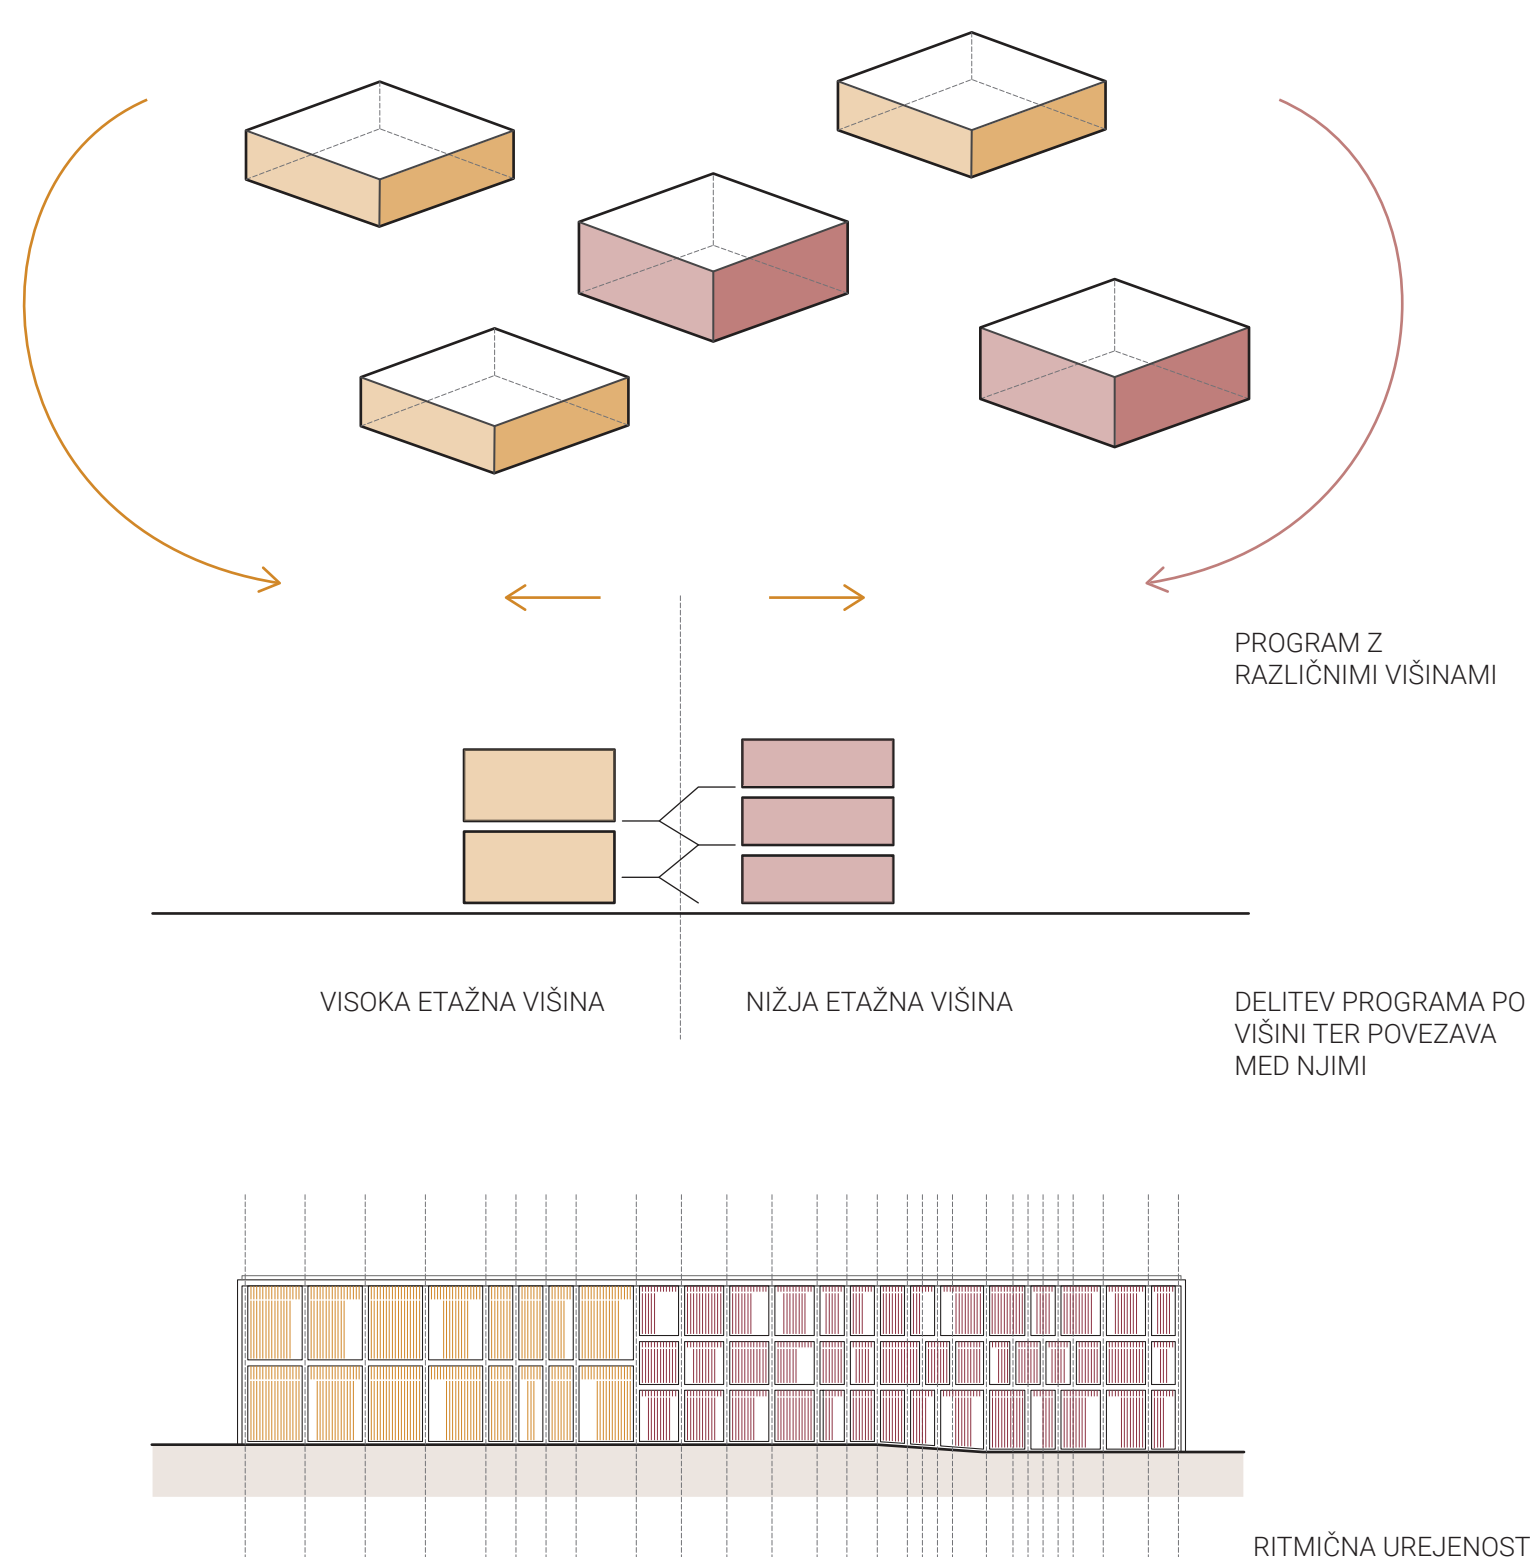 PROGRAM Z
RAZLIČNIMI VIŠINAMI
VISOKA ETAŽNA VIŠINA
NIŽJA ETAŽNA VIŠINA
DELITEV PROGRAMA PO
VIŠINI TER POVEZAVA
MED NJIMI
RITMIČNA UREJENOST